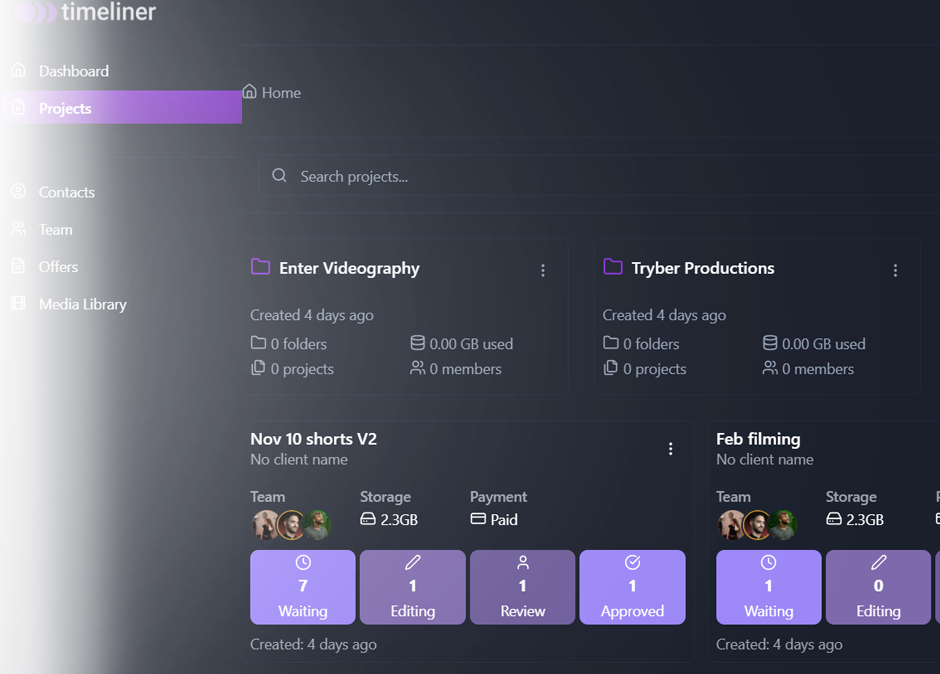 timeliner
Dashboard
Projects
Home
Search projects...
Contacts
Team
Offers
Media Library
Enter Videography
Created 4 days ago
0 folders
0.00 GB used
0 projects
0 members
Tryber Productions
Created 4 days ago
0 folders
0.00 GB used
0 projects
0 members
Nov 10 shorts V2
No client name
Team
Storage
Payment
2.3GB
Paid
7
Waiting
1
Editing
1
Review
1
Approved
Created: 4 days ago
Feb filming
No client name
Team
Storage
2.3GB
1
Waiting
0
Editing
Created: 4 days ago